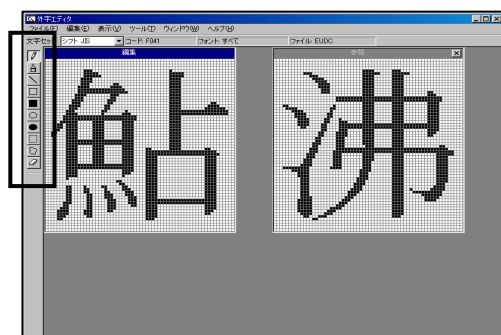 外字エディタ
ファイル(F) 編集(E) 表示(V) ツール(T) ウィンドウ(W) ヘルプ(H)
文字セット: シフト JIS コード: F041 フォント: すべて ファイル: EUDC
編集 参照
鮎 沸